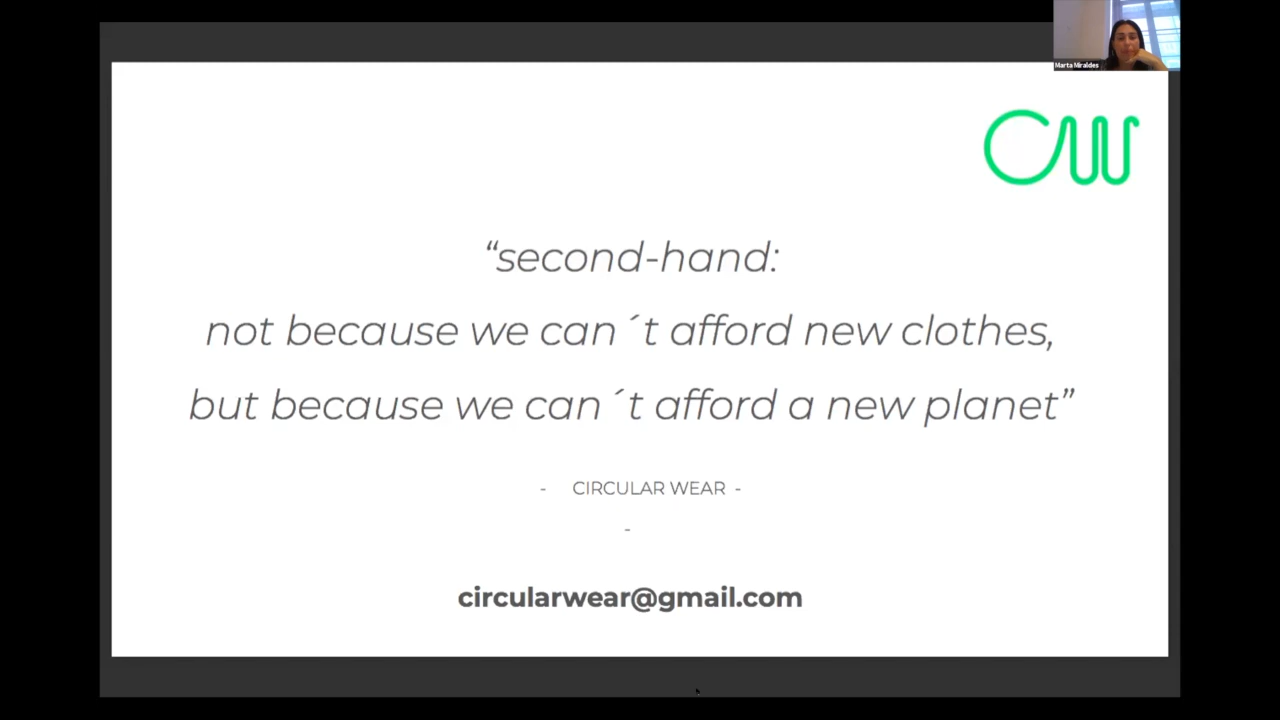 Marta Miraldes
CW
“second-hand:
not because we can´t afford new clothes,
but because we can´t afford a new planet”
- CIRCULAR WEAR -
-
circularwear@gmail.com